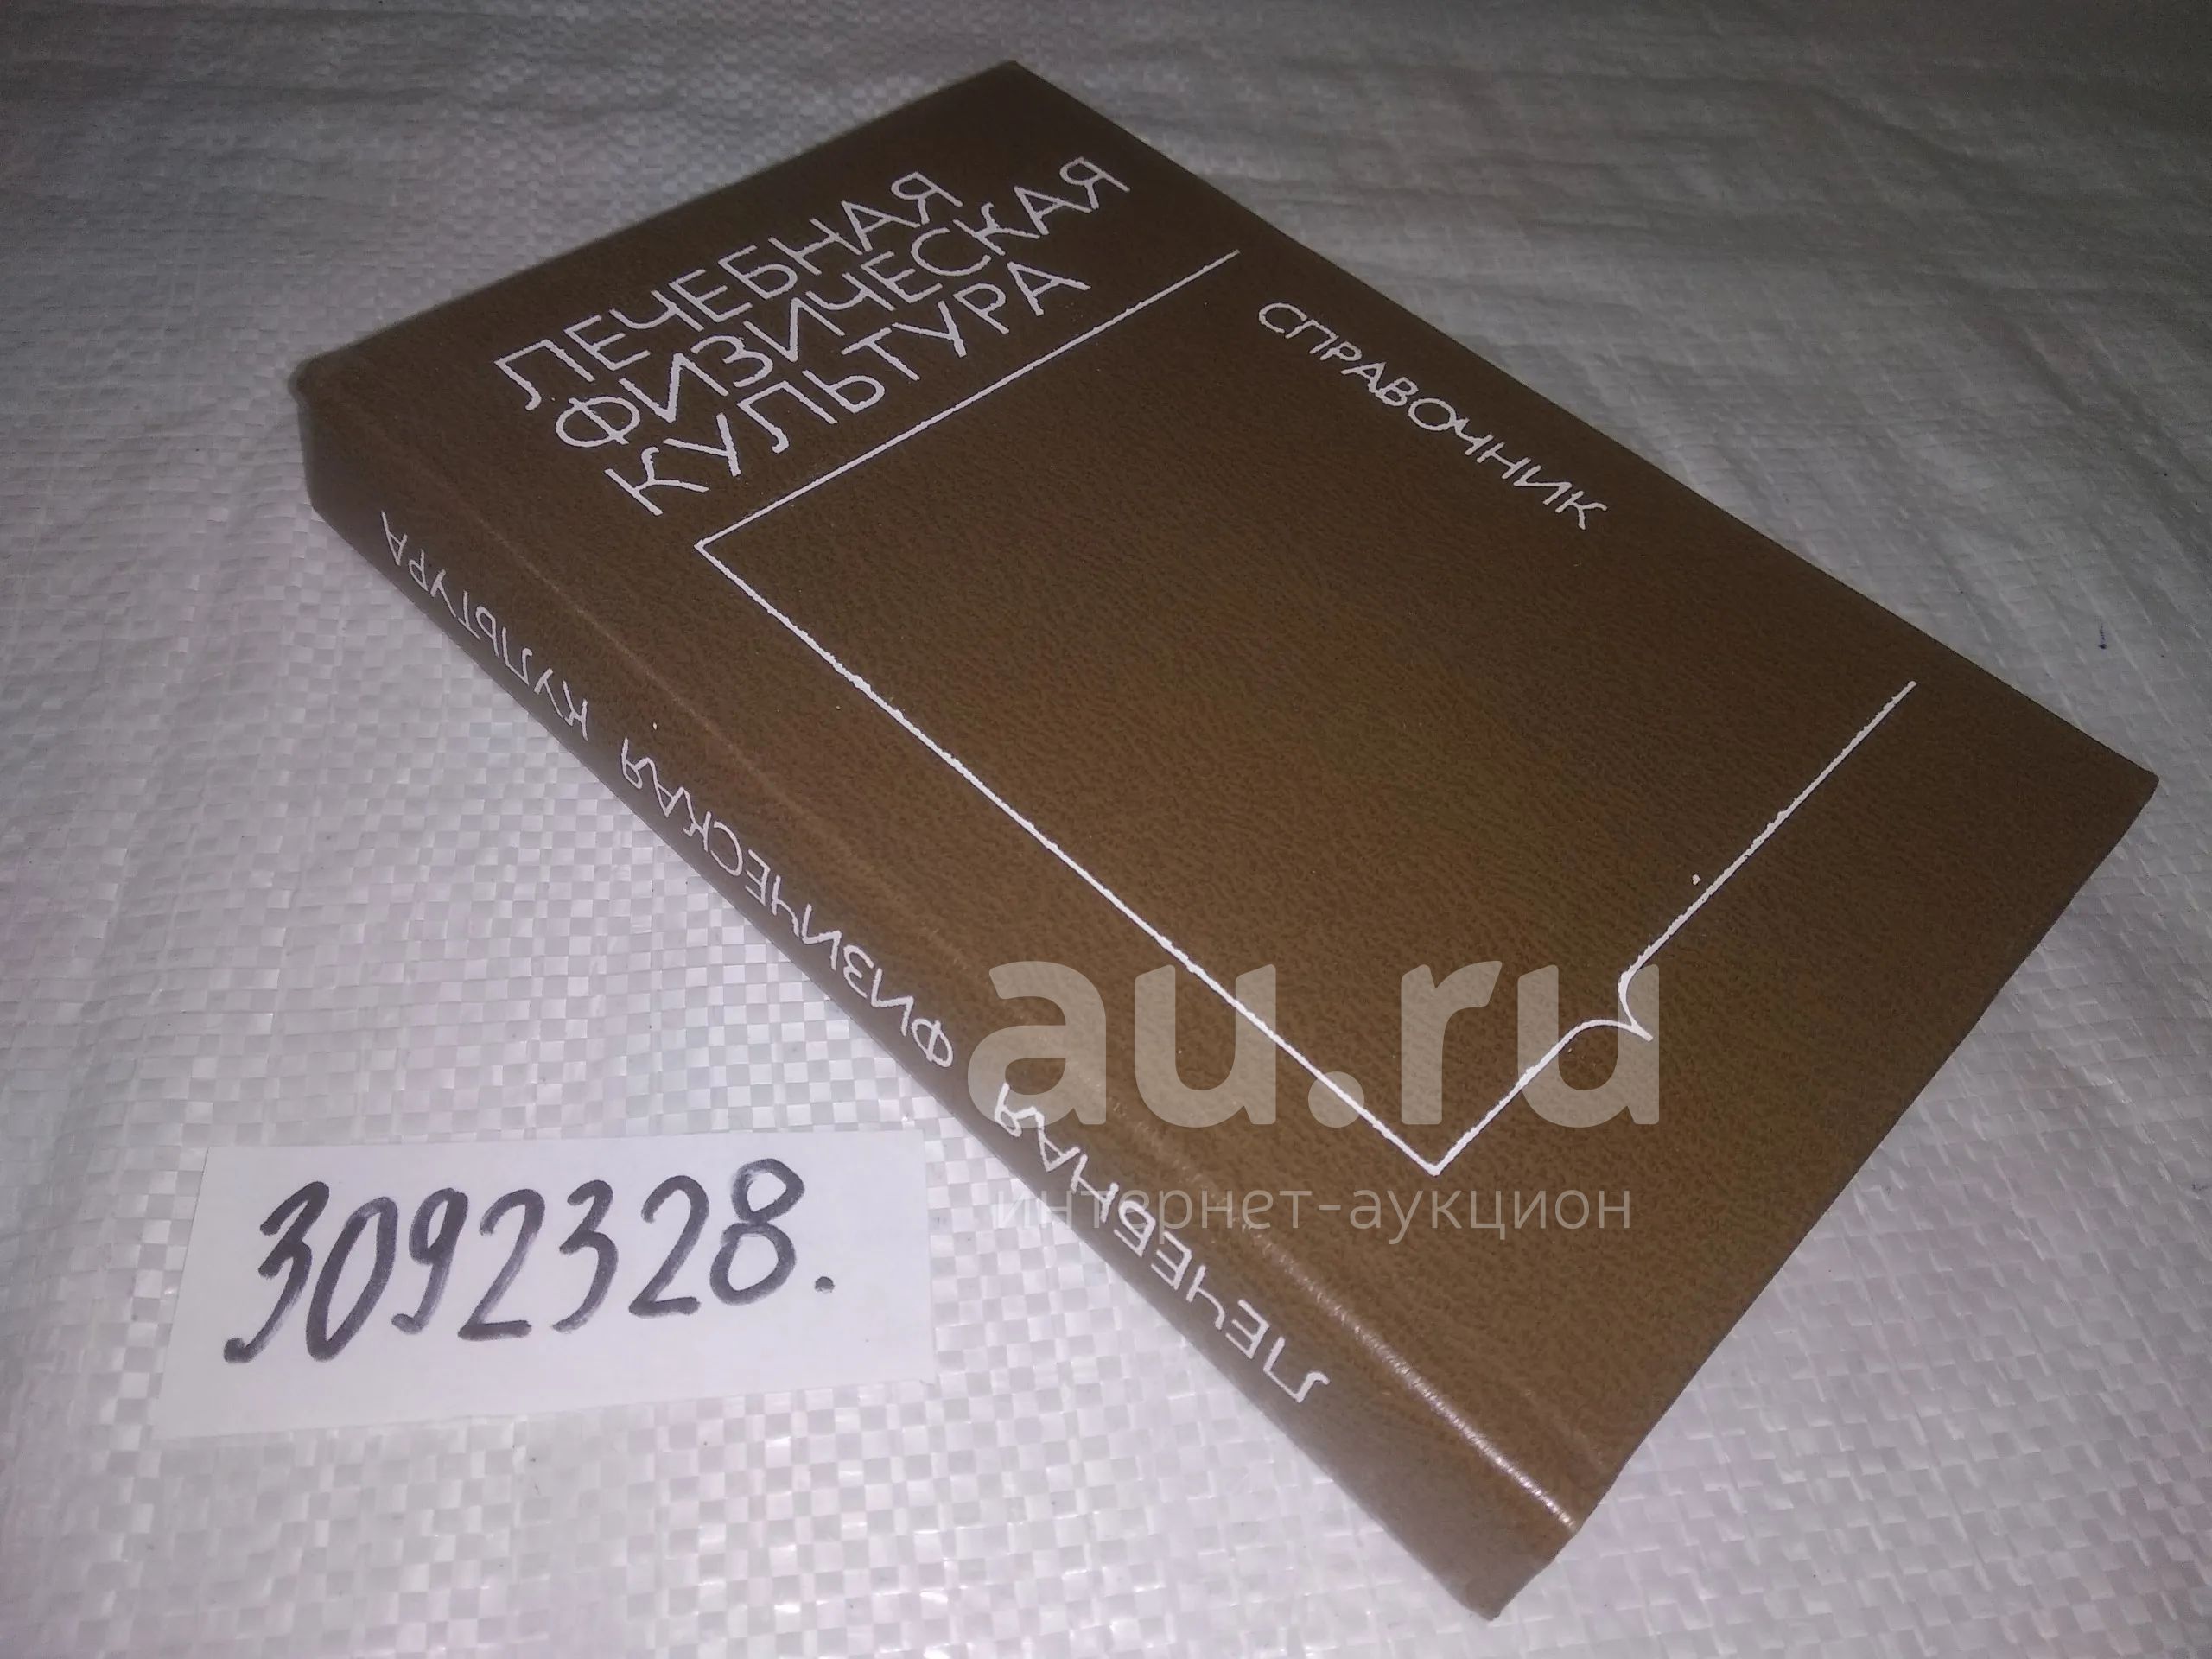 ЛЕЧЕБНАЯ
ФИЗИЧЕСКАЯ
КУЛЬТУРА
СПРАВОЧНИК
ЛЕЧЕБНАЯ ФИЗИЧЕСКАЯ КУЛЬТУРА
au.ru
интернет-аукцион
3092328.